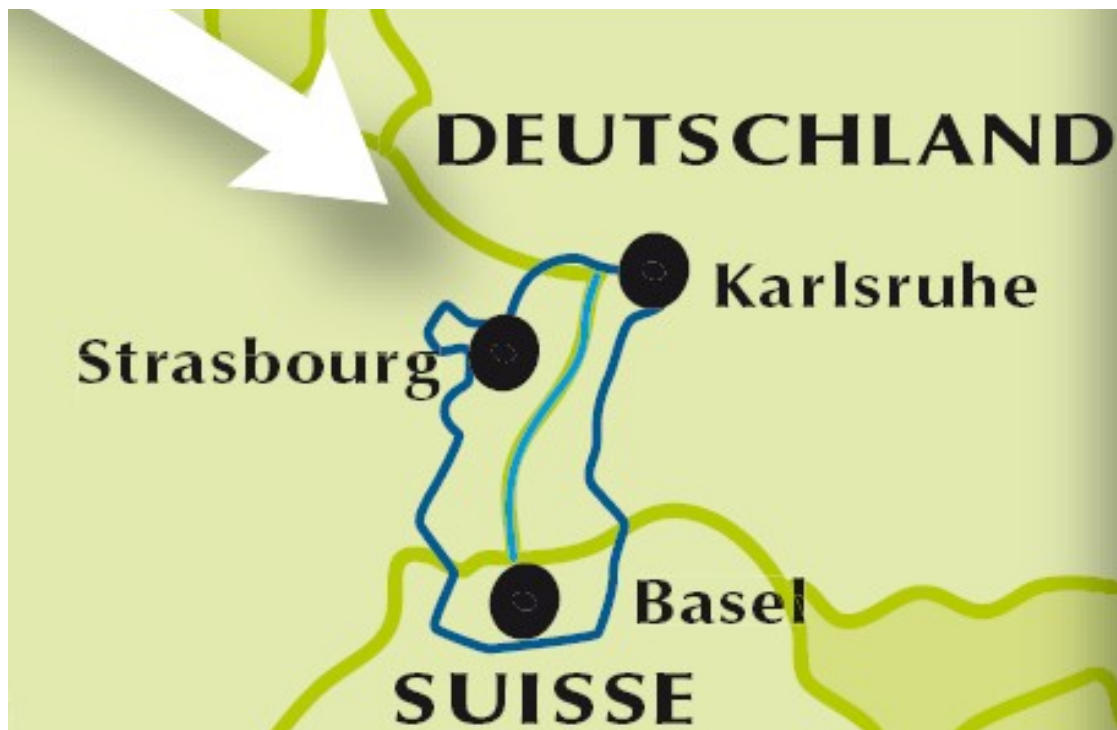 DEUTSCHLAND
Karlsruhe
Strasbourg
Basel
SUISSE